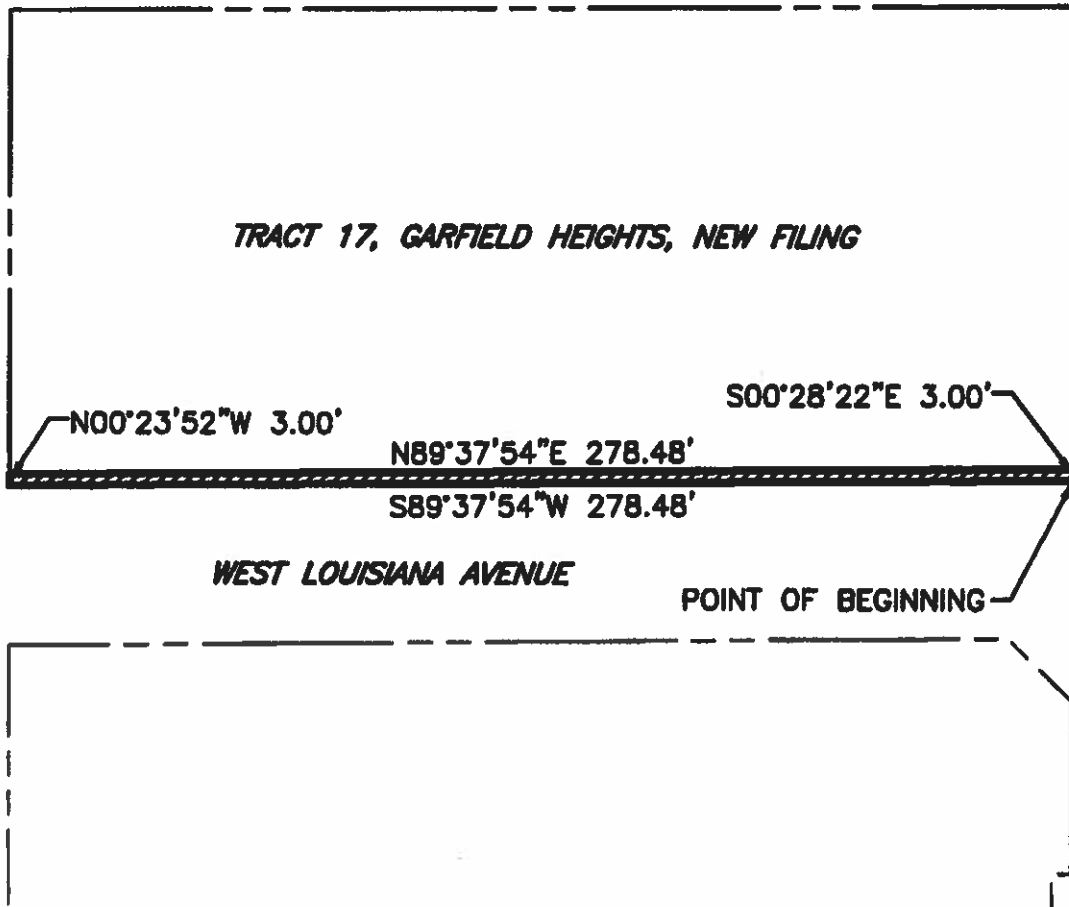 TRACT 17, GARFIELD HEIGHTS, NEW FILING
S00°28'22"E 3.00'
N00°23'52"W 3.00'
N89°37'54"E 278.48'
S89°37'54"W 278.48'
WEST LOUISIANA AVENUE
POINT OF BEGINNING